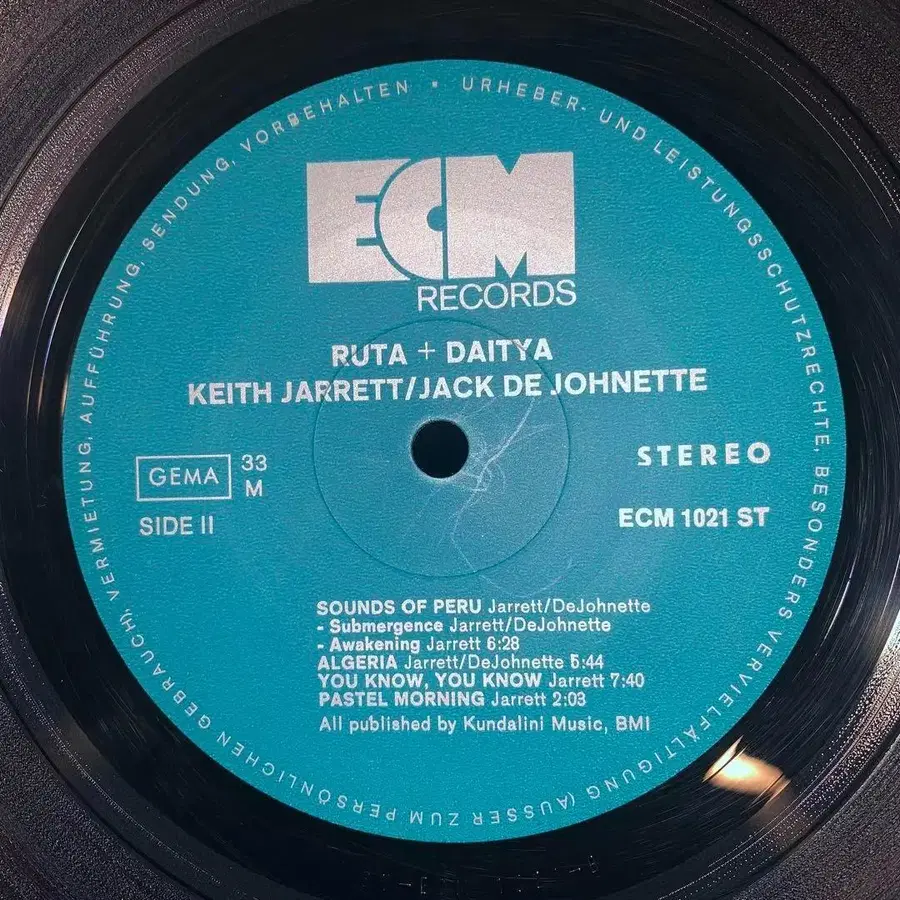 URHEBER- UND LEISTUNGSSCHUTZRECHTE, BESONDERS VERVIELFÄLTIGUNG (AUSSER ZUM PERSÖNLICHEN GEBRAUCH), VERMIETUNG, AUFFÜHRUNG, SENDUNG, VORBEHALTEN •
ECM
RECORDS
RUTA + DAITYA
KEITH JARRETT/JACK DE JOHNETTE
GEMA
33
M
STEREO
SIDE II
ECM 1021 ST
SOUNDS OF PERU Jarrett/DeJohnette
- Submergence Jarrett/DeJohnette
- Awakening Jarrett 6:28
ALGERIA Jarrett/DeJohnette 5:44
YOU KNOW, YOU KNOW Jarrett 7:40
PASTEL MORNING Jarrett 2:03
All published by Kundalini Music, BMI